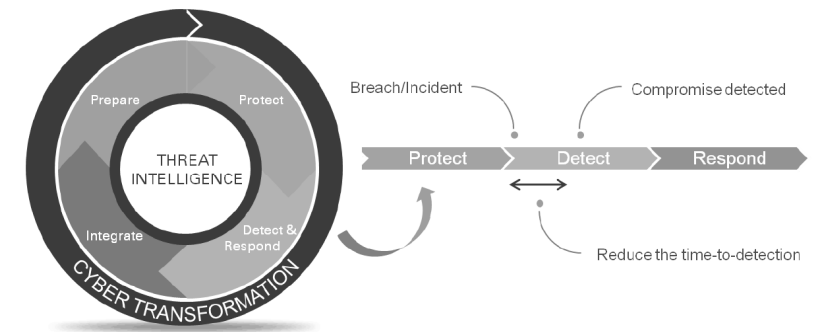 Prepare
Protect
THREAT
INTELLIGENCE
Integrate
Detect &
Respond
CYBER TRANSFORMATION
Breach/Incident
Compromise detected
Protect
Detect
Respond
Reduce the time-to-detection